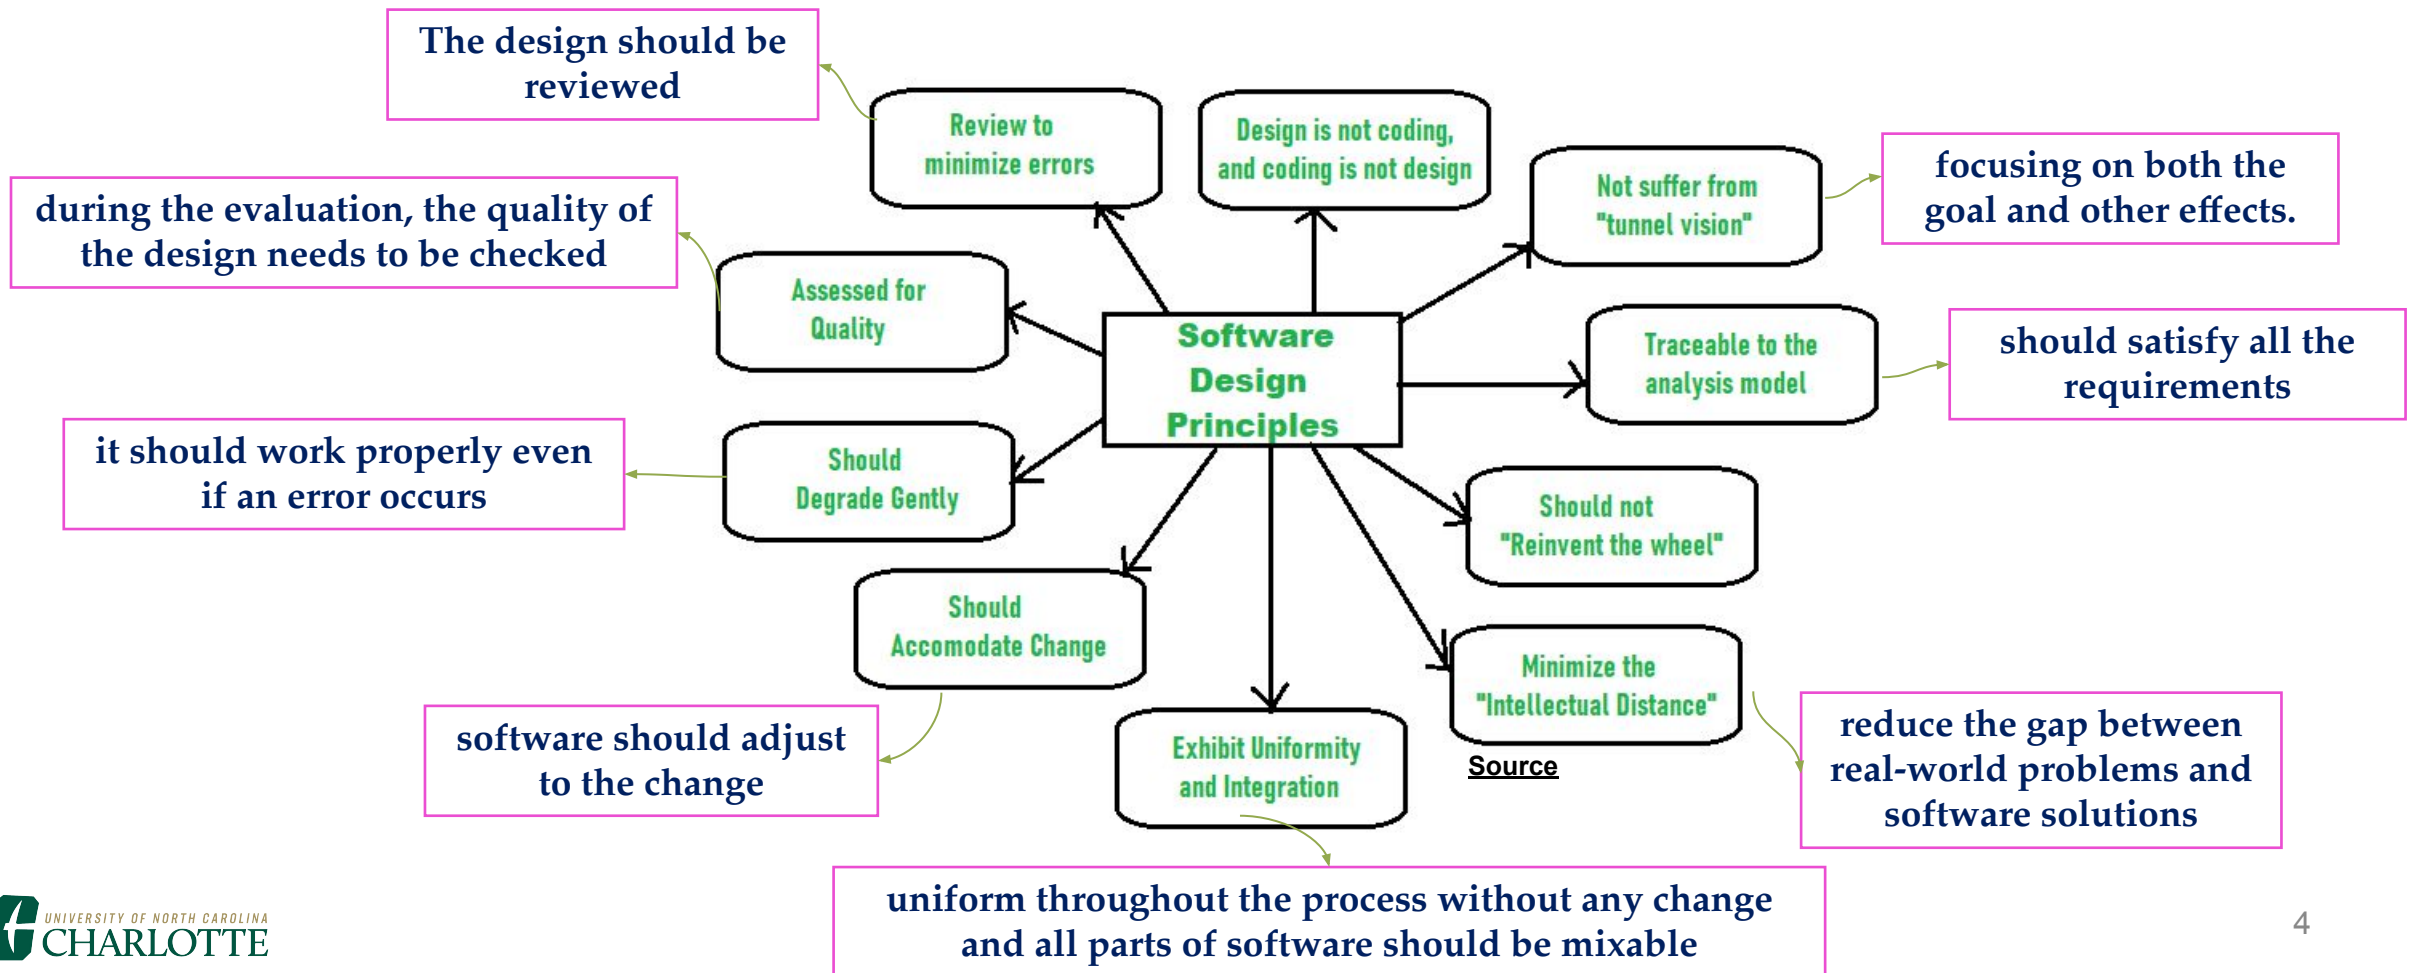 The design should be
reviewed
Review to
minimize errors
Design is not coding,
and coding is not design
Not suffer from
"tunnel vision"
focusing on both the
goal and other effects.
during the evaluation, the quality of
the design needs to be checked
Assessed for
Quality
Software
Design
Principles
Traceable to the
analysis model
should satisfy all the
requirements
it should work properly even
if an error occurs
Should
Degrade Gently
Should not
"Reinvent the wheel"
Should
Accomodate Change
Minimize the
"Intellectual Distance"
Source
software should adjust
to the change
Exhibit Uniformity
and Integration
reduce the gap between
real-world problems and
software solutions
uniform throughout the process without any change
and all parts of software should be mixable
UNIVERSITY OF NORTH CAROLINA
CHARLOTTE
4